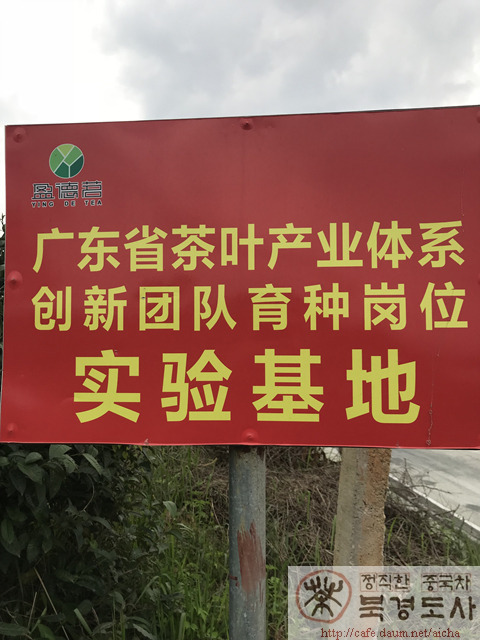 盈德茗
YING DE TEA
广东省茶叶产业体系
创新团队育种岗位
实验基地
정직한 중국차
북경도사
http://cafe.daum.net/aicha